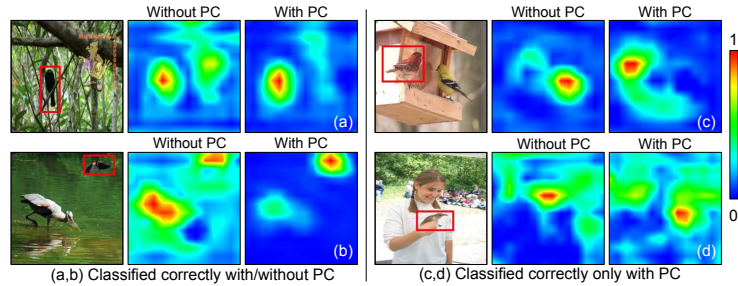 Without PC
With PC
Without PC
With PC
1
(a)
(c)
Without PC
With PC
Without PC
With PC
0
(b)
(d)
(a,b) Classified correctly with/without PC
(c,d) Classified correctly only with PC